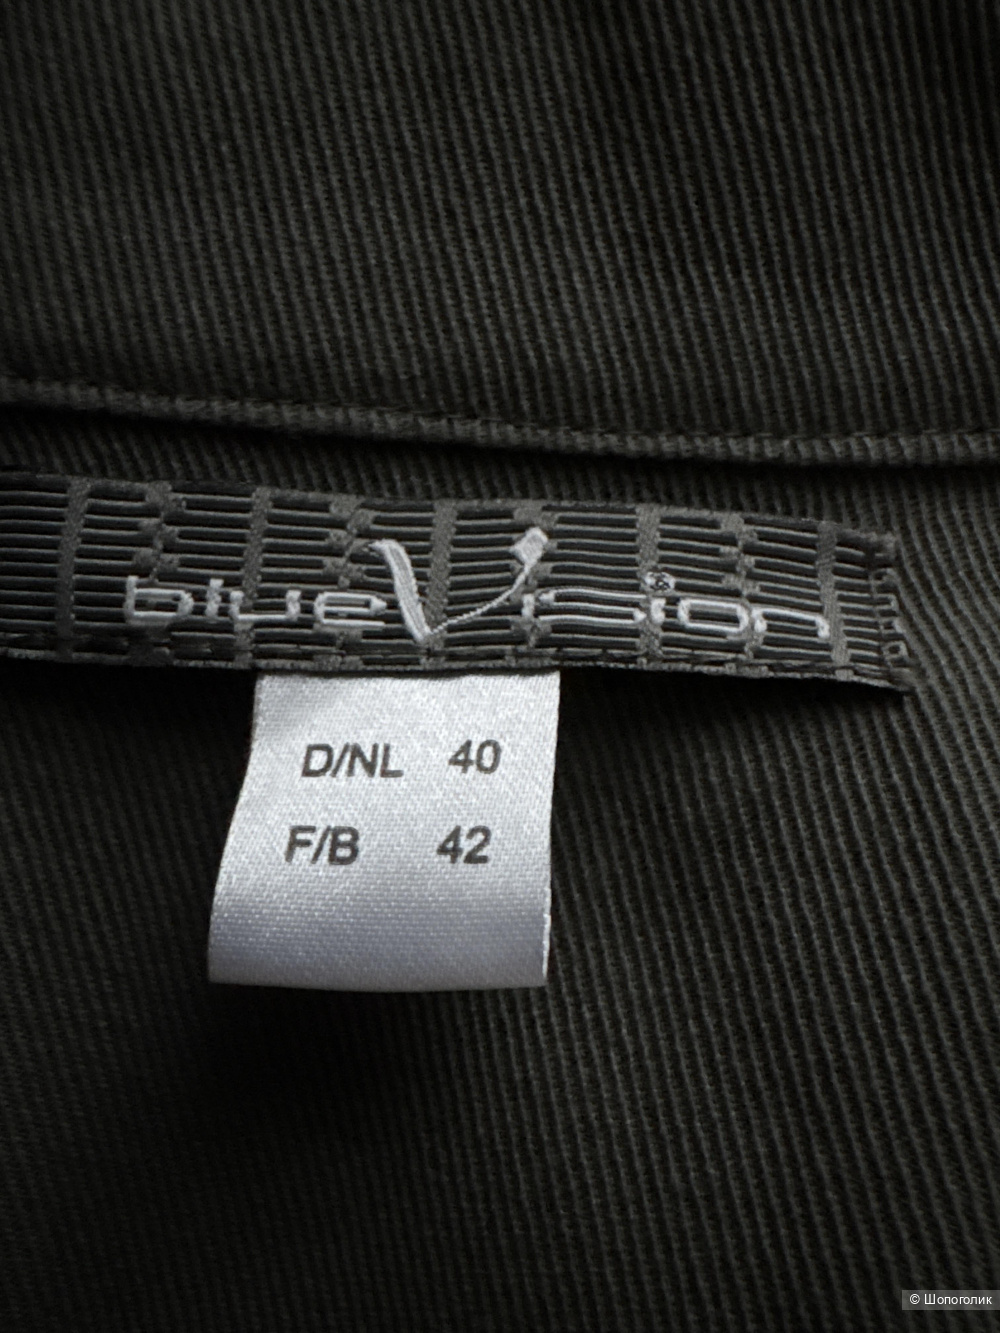 blueVision
D/NL 40
F/B 42
© Шопоголик